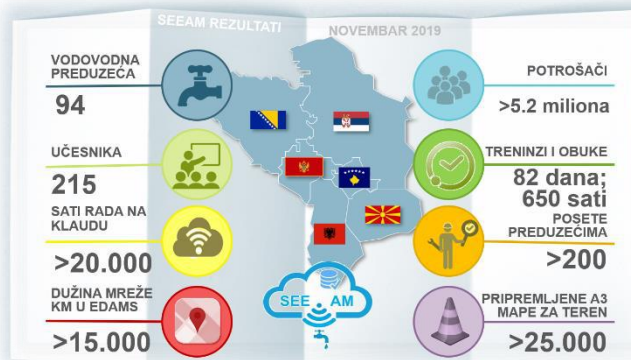 SEEAM REZULTATI
NOVEMBAR 2019
VODOVODNA
PREDUZEĆA
94
UČESNIKA
215
SATI RADA NA
KLAUDU
>20.000
DUŽINA MREŽE
KM U EDAMS
>15.000
SEE AM
POTROŠAČI
>5.2 miliona
TRENINZI I OBUKE
82 dana;
650 sati
POSETE
PREDUZEĆIMA
>200
PRIPREMLJENE A3
MAPE ZA TEREN
>25.000